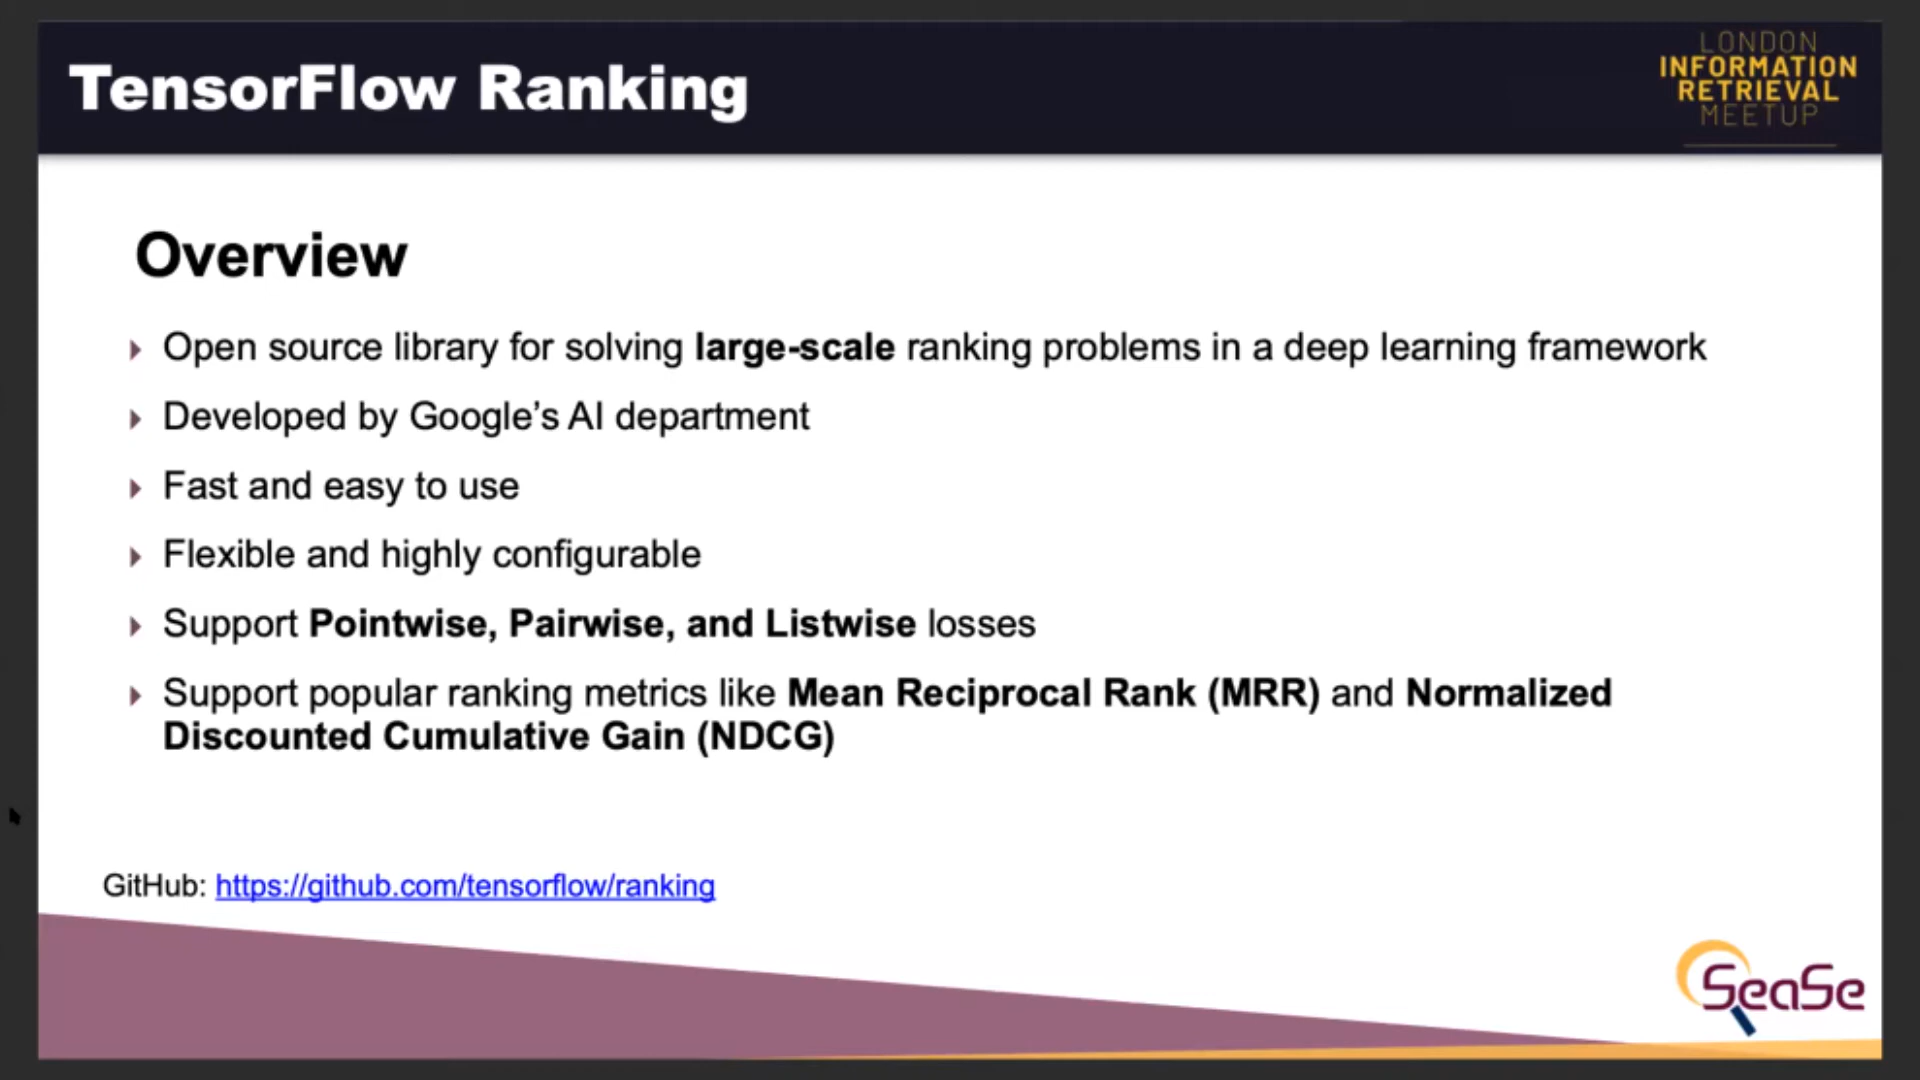 TensorFlow Ranking
LONDON
INFORMATION
RETRIEVAL
MEETUP
Overview
Open source library for solving large-scale ranking problems in a deep learning framework
Developed by Google’s AI department
Fast and easy to use
Flexible and highly configurable
Support Pointwise, Pairwise, and Listwise losses
Support popular ranking metrics like Mean Reciprocal Rank (MRR) and Normalized
Discounted Cumulative Gain (NDCG)
GitHub: https://github.com/tensorflow/ranking
SeaSe